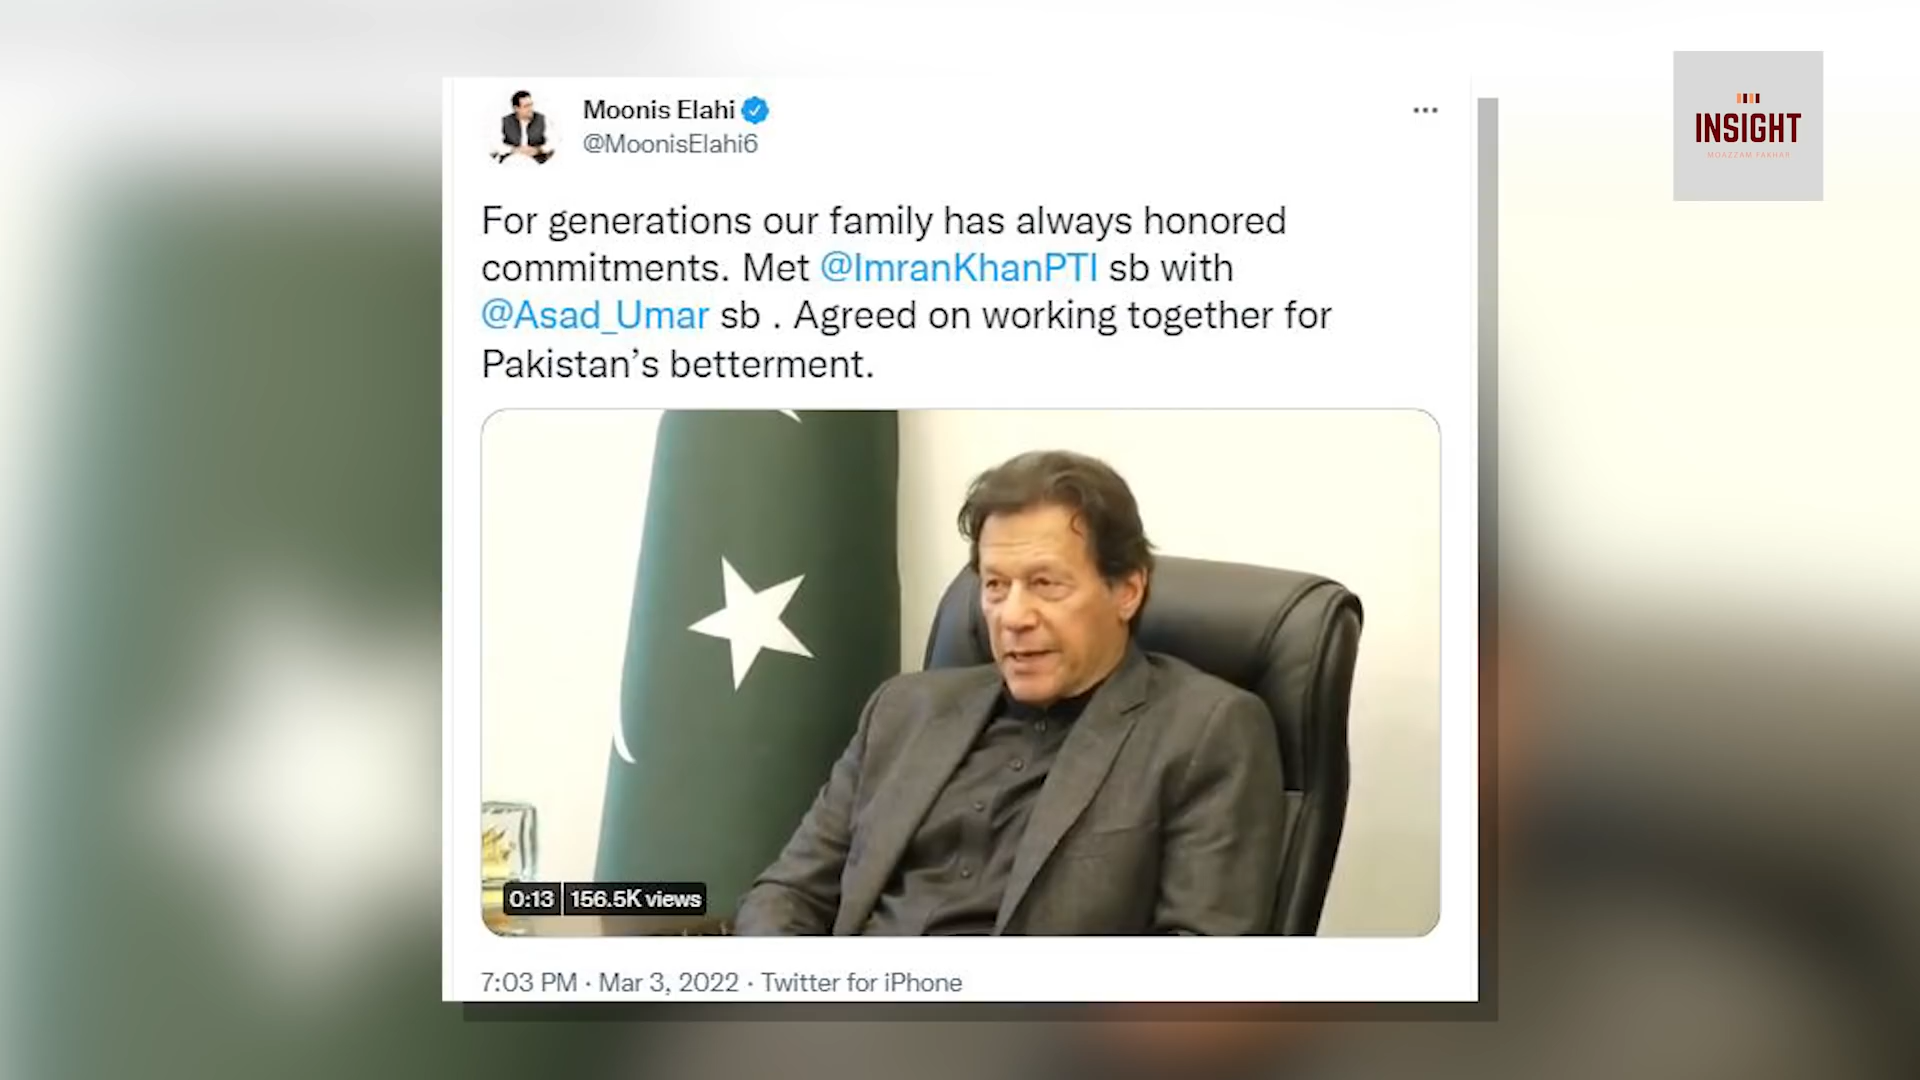 Moonis Elahi
@MoonisElahi6
For generations our family has always honored
commitments. Met @ImranKhanPTI sb with
@Asad_Umar sb . Agreed on working together for
Pakistan’s betterment.
0:13 156.5K views
7:03 PM · Mar 3, 2022 · Twitter for iPhone
INSIGHT
MOAZZAM FAKHAR